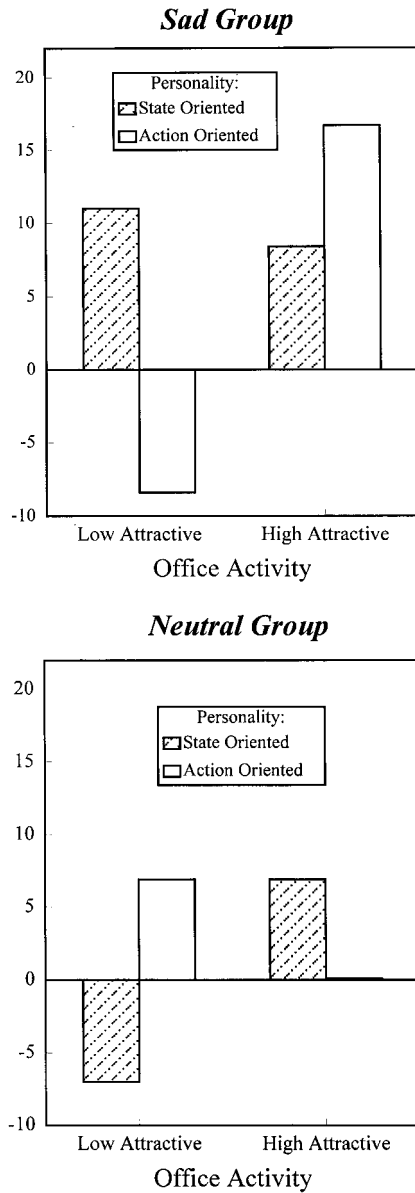 Sad Group
20
15
10
5
0
-5
-10
Personality:
State Oriented
Action Oriented
Low Attractive High Attractive
Office Activity
Neutral Group
20
15
10
5
0
-5
-10
Personality:
State Oriented
Action Oriented
Low Attractive High Attractive
Office Activity